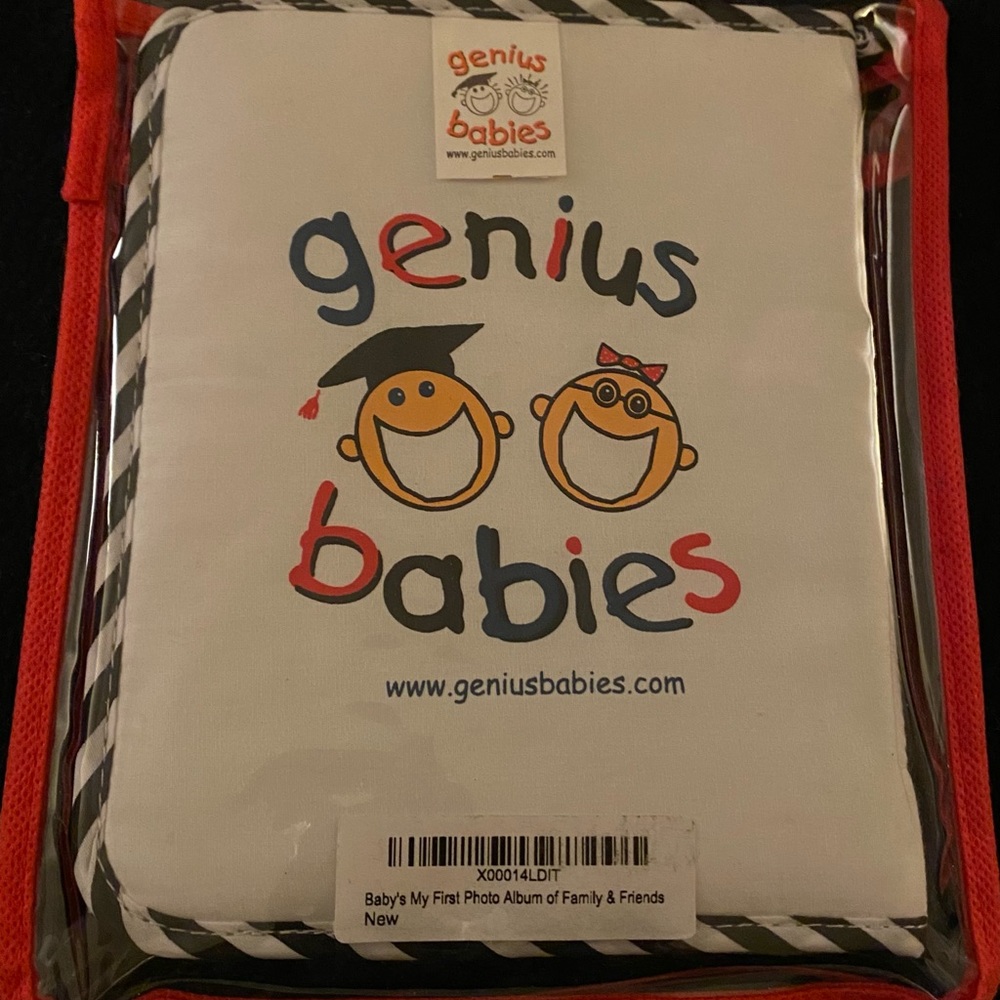 genius
babies
www.geniusbabies.com
genius
babies
www.geniusbabies.com
X00014LDIT
Baby's My First Photo Album of Family & Friends
New